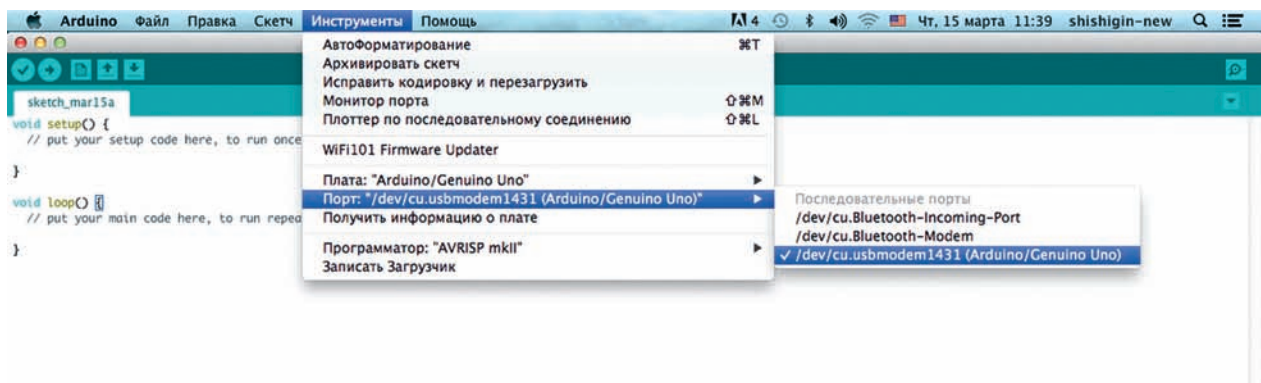 Arduino Файл Правка Скетч Инструменты Помощь 4 Чт, 15 марта 11:39 shishigin-new
АвтоФорматирование ⌘T
Архивировать скетч
Исправить кодировку и перезагрузить
Монитор порта ⇧⌘M
Плоттер по последовательному соединению ⇧⌘L
WiFi101 Firmware Updater
Плата: "Arduino/Genuino Uno"
Порт: "/dev/cu.usbmodem1431 (Arduino/Genuino Uno)"
Получить информацию о плате
Программатор: "AVRISP mkII"
Записать Загрузчик
Последовательные порты
/dev/cu.Bluetooth-Incoming-Port
/dev/cu.Bluetooth-Modem
✓ /dev/cu.usbmodem1431 (Arduino/Genuino Uno)
sketch_mar15a
void setup() {
// put your setup code here, to run once
}
void loop() {
// put your main code here, to run repea
}